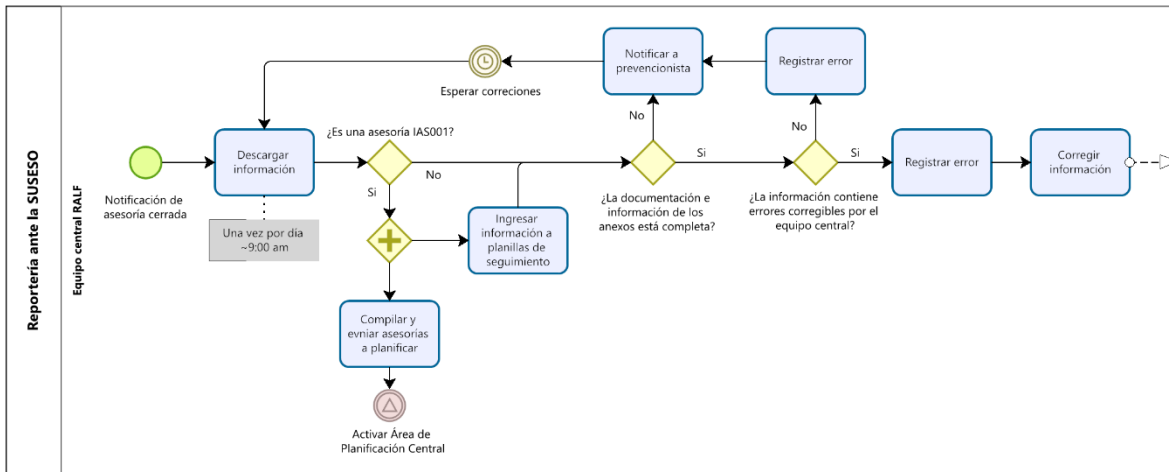 Reportería ante la SUSESO
Equipo central RALF
Notificación de
asesoría cerrada
Descargar
información
Una vez por día
~9:00 am
¿Es una asesoría IAS001?
No
Si
Ingresar
información a
planillas de
seguimiento
Compilar y
evniar asesorías
a planificar
Activar Área de
Planificación Central
Esperar correciones
Notificar a
prevencionista
Registrar error
No
Si
¿La documentación e
información de los
anexos está completa?
No
Si
¿La información contiene
errores corregibles por el
equipo central?
Registrar error
Corregir
información